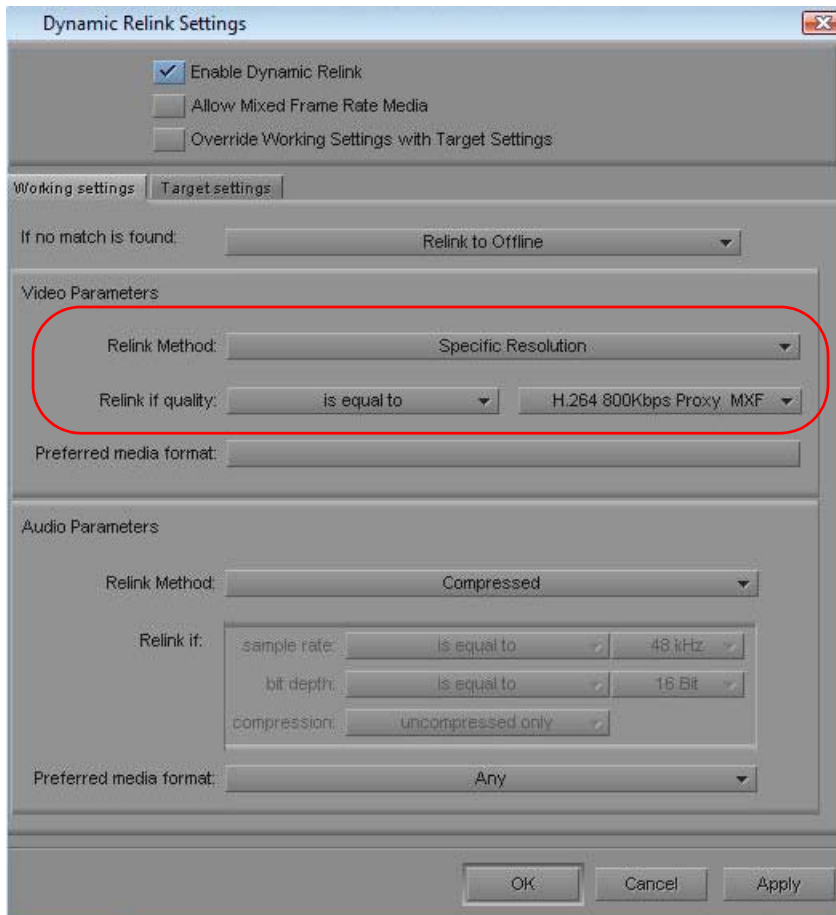 Dynamic Relink Settings
Enable Dynamic Relink
Allow Mixed Frame Rate Media
Override Working Settings with Target Settings
Working settings Target settings
If no match is found: Relink to Offline
Video Parameters
Relink Method: Specific Resolution
Relink if quality: is equal to H.264 800Kbps Proxy MXF
Preferred media format:
Audio Parameters
Relink Method: Compressed
Relink if: sample rate: is equal to 48 kHz
bit depth: is equal to 16 Bit
compression: uncompressed only
Preferred media format: Any
OK Cancel Apply